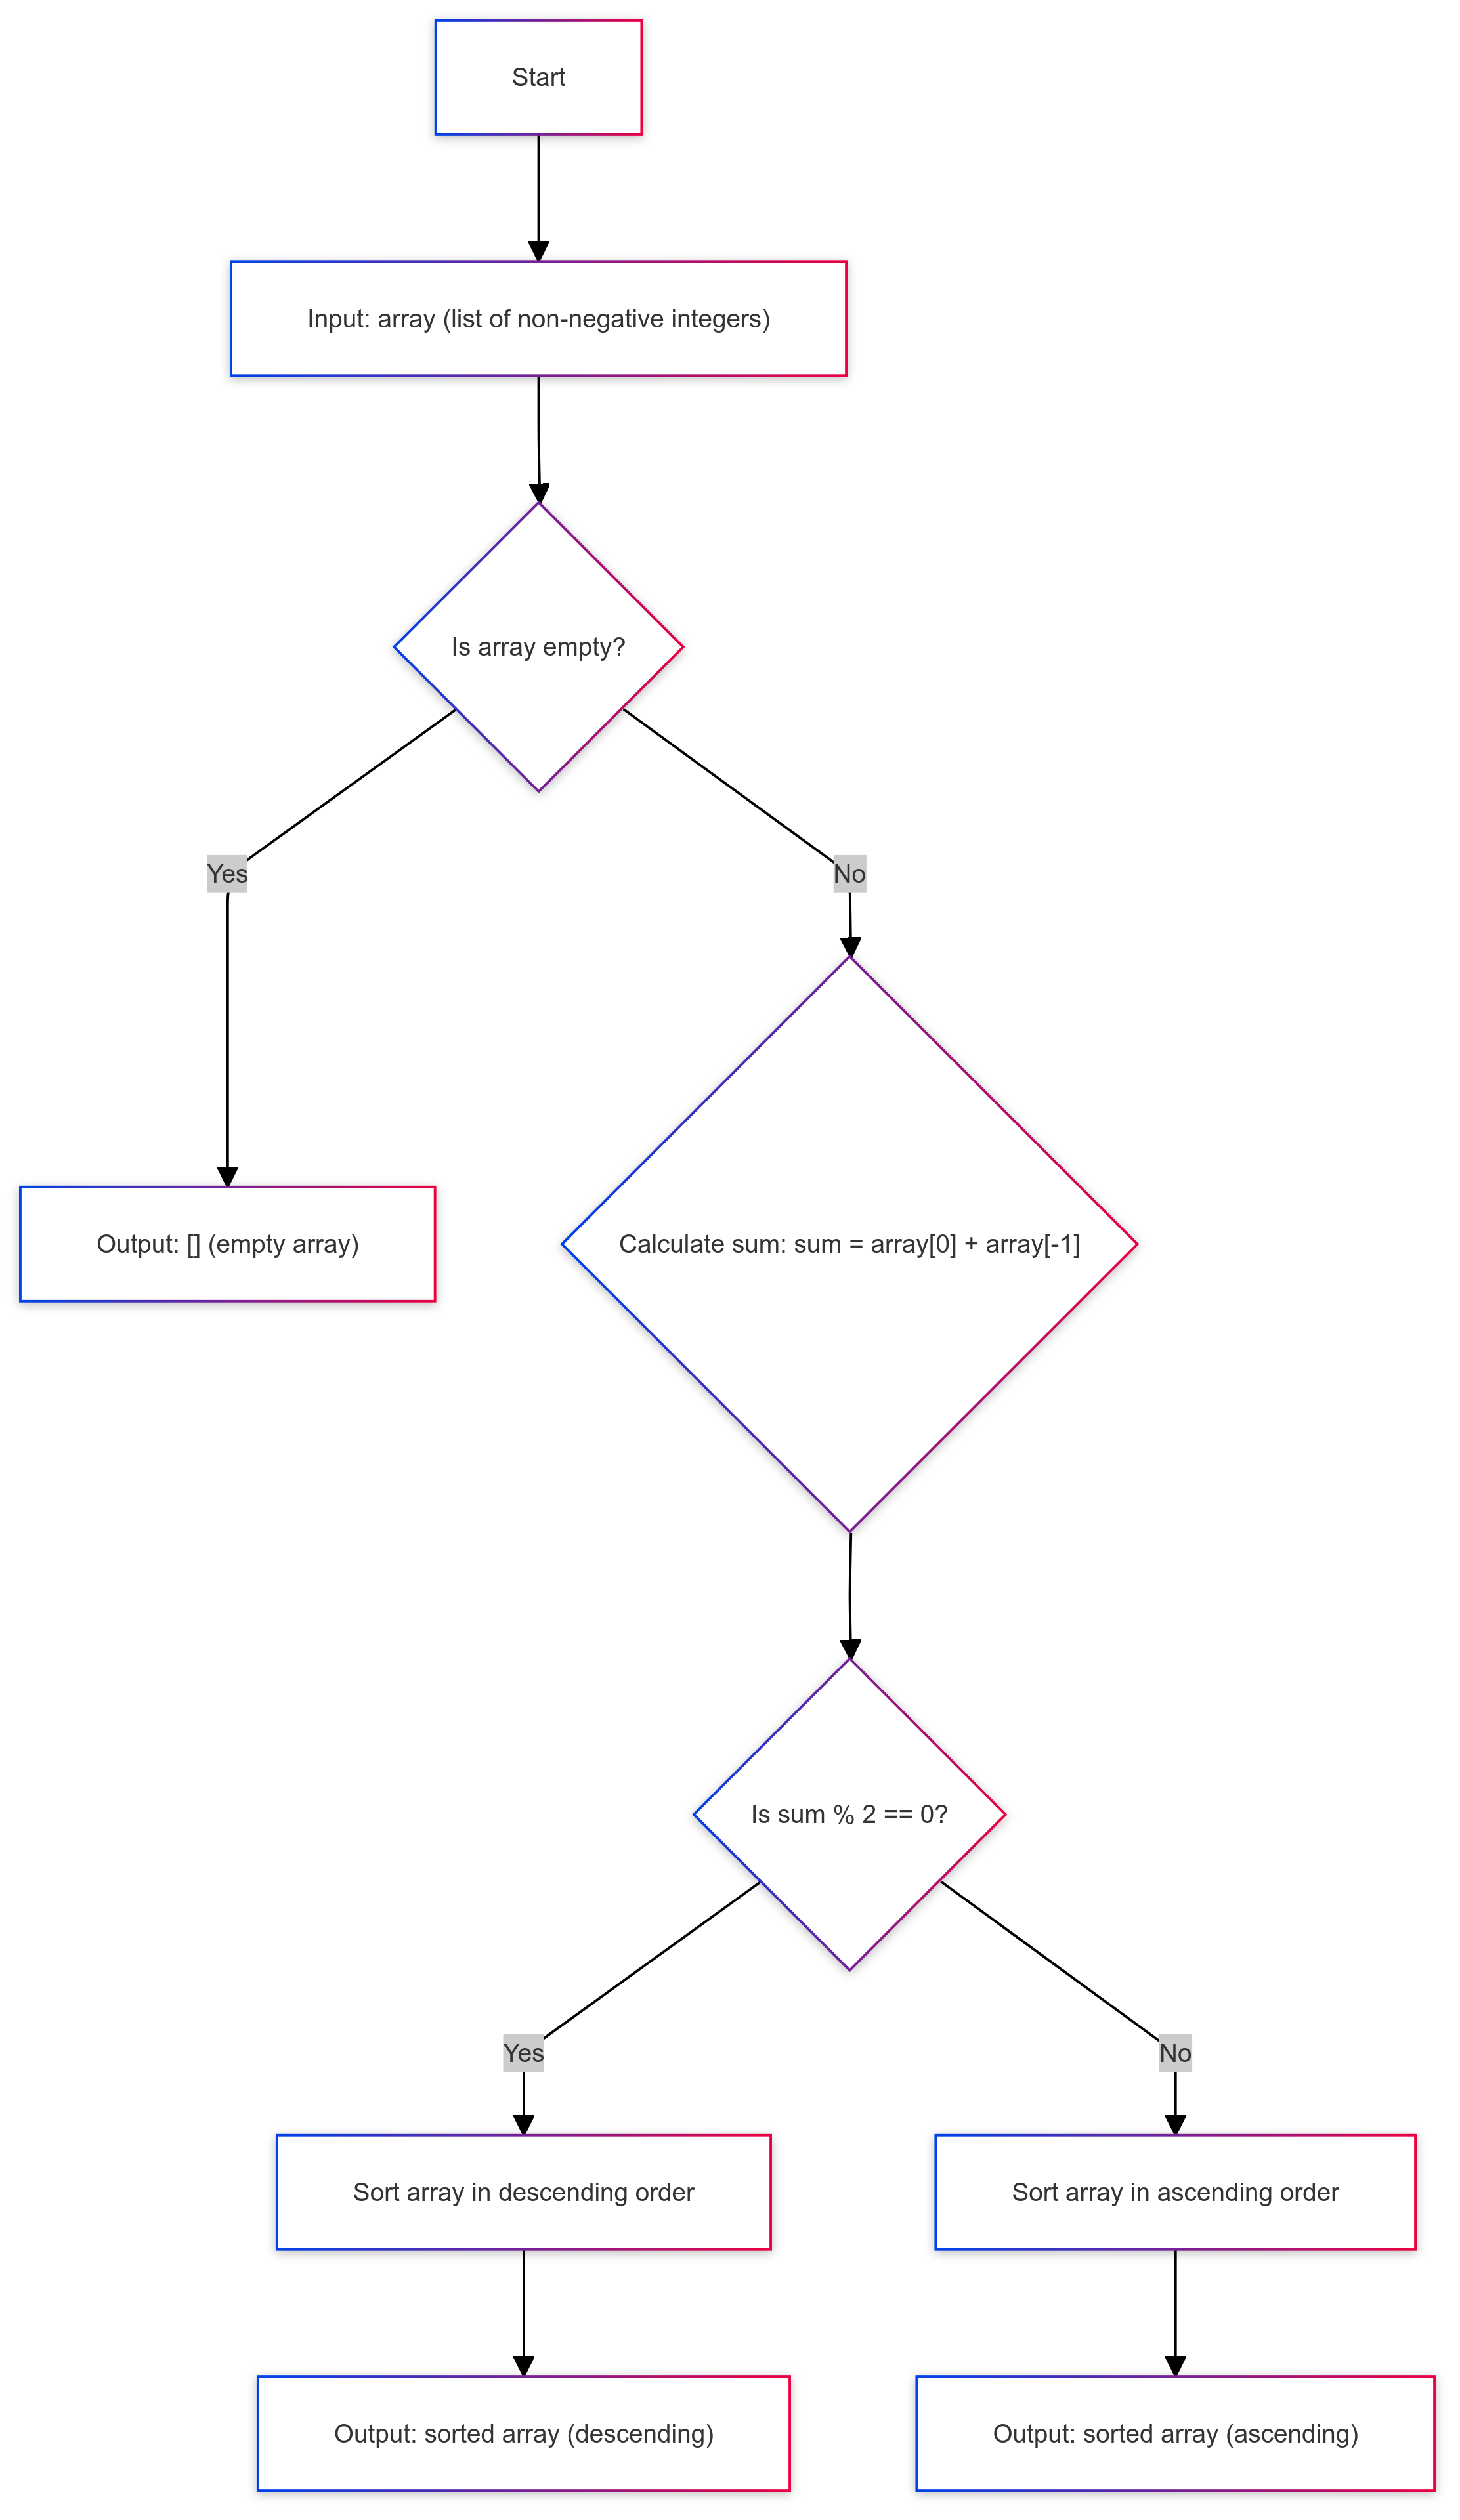 Start
Input: array (list of non-negative integers)
Is array empty?
Yes
No
Output: [] (empty array)
Calculate sum: sum = array[0] + array[-1]
Is sum % 2 == 0?
Yes
No
Sort array in descending order
Sort array in ascending order
Output: sorted array (descending)
Output: sorted array (ascending)